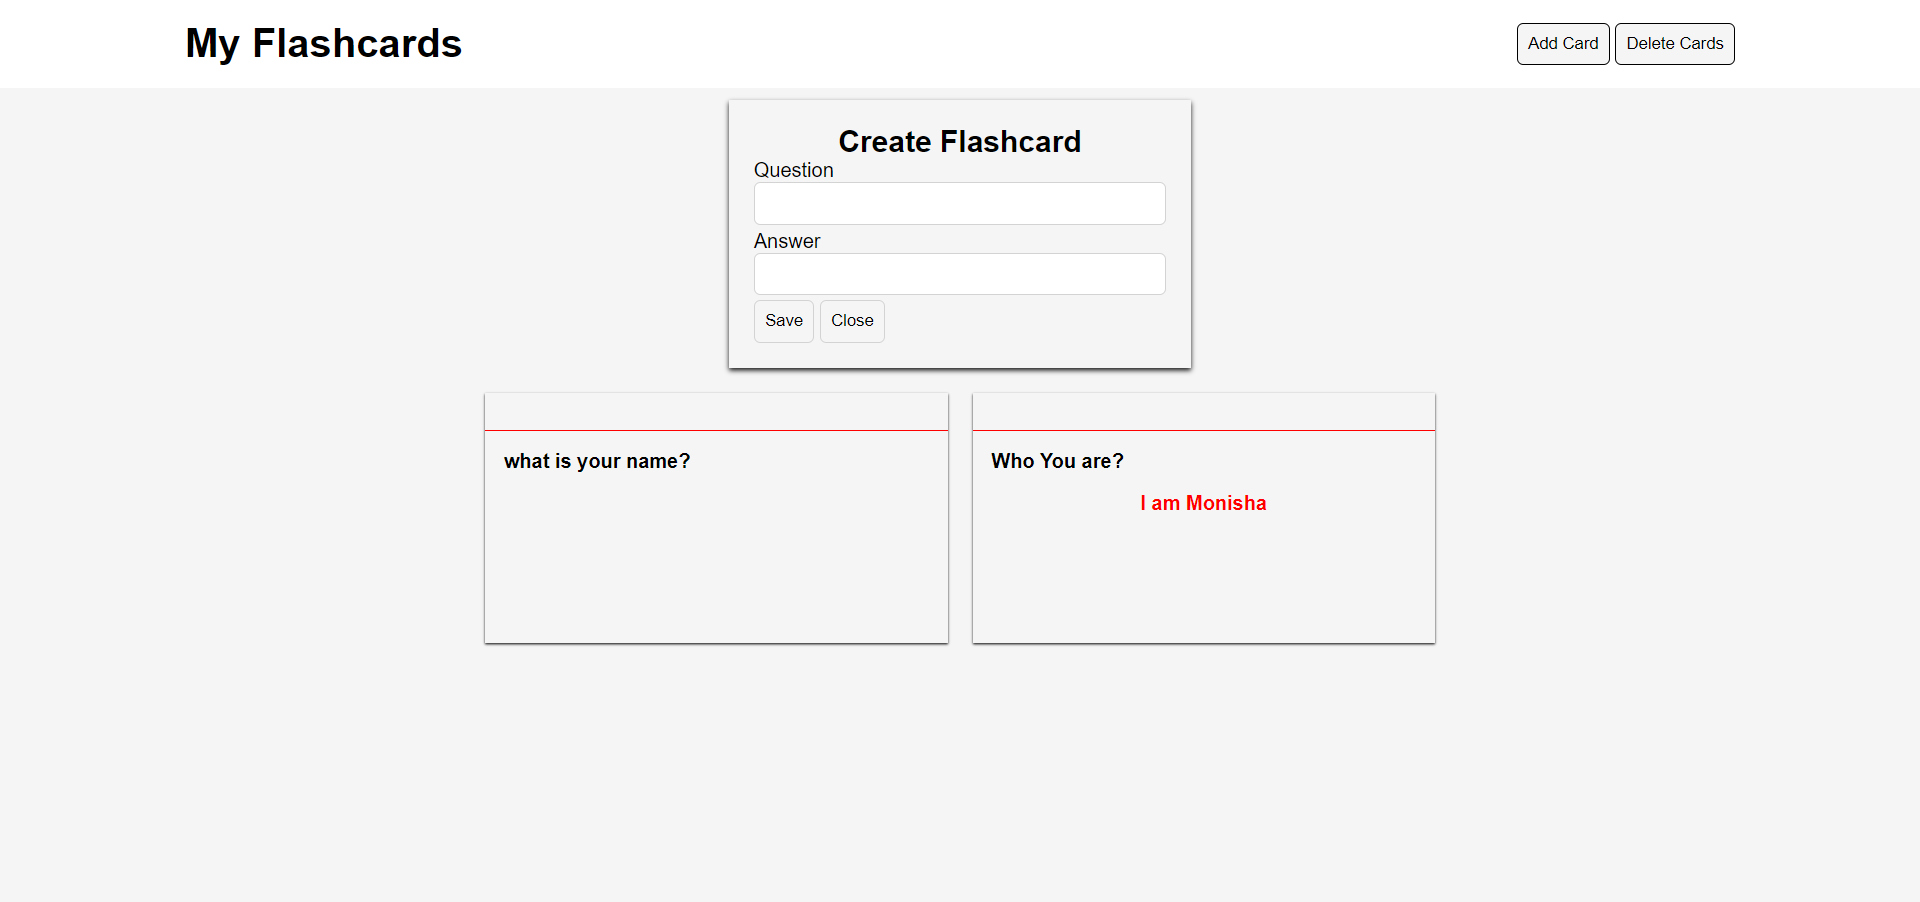 My Flashcards
Add Card Delete Cards
Create Flashcard
Question
Answer
Save Close
what is your name?
Who You are?
I am Monisha